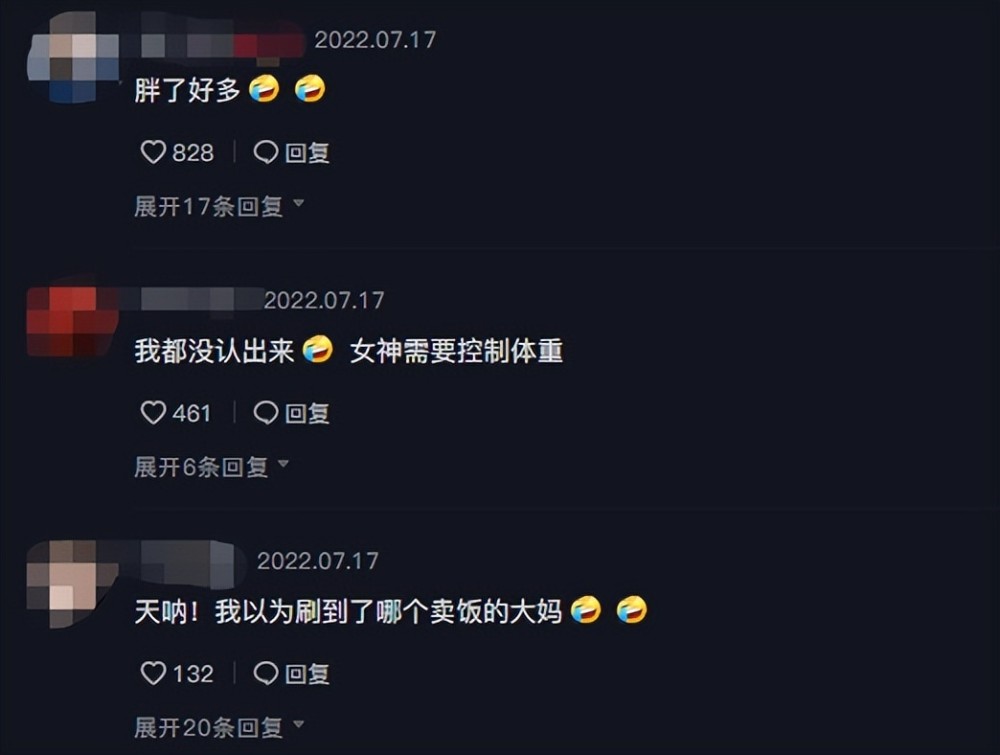 2022.07.17
胖了好多🤣 🤣
828 回复
展开17条回复
2022.07.17
我都没认出来🤣 女神需要控制体重
461 回复
展开6条回复
2022.07.17
天呐！我以为刷到了哪个卖饭的大妈🤣 🤣
132 回复
展开20条回复